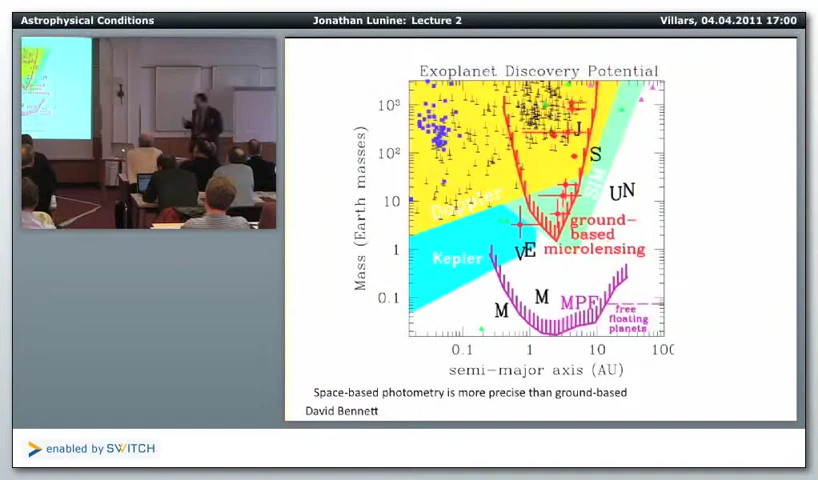 Astrophysical Conditions
Jonathan Lunine: Lecture 2
Villars, 04.04.2011 17:00
Exoplanet Discovery Potential
Mass (Earth masses)
10³
10²
10
1
0.1
J
S
SIM
UN
Doppler
ground-
based
microlensing
Kepler
VE
M
M
MPF
free
floating
planets
0.1
1
10
100
semi-major axis (AU)
Space-based photometry is more precise than ground-based
David Bennett
enabled by SWITCH